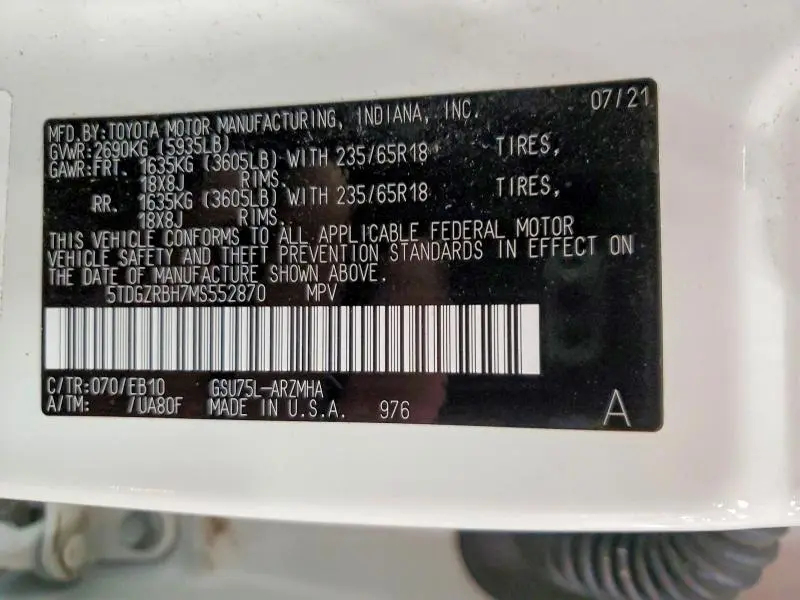 07/21
MFD. BY: TOYOTA MOTOR MANUFACTURING, INDIANA, INC.
GVWR: 2690KG (5935LB)
GAWR: FRT. 1635KG (3605LB) WITH 235/65R18 TIRES,
18X8J RIMS.
RR. 1635KG (3605LB) WITH 235/65R18 TIRES,
18X8J RIMS.
THIS VEHICLE CONFORMS TO ALL APPLICABLE FEDERAL MOTOR
VEHICLE SAFETY AND THEFT PREVENTION STANDARDS IN EFFECT ON
THE DATE OF MANUFACTURE SHOWN ABOVE.
5TDGZRBH7MS552870 MPV
C/TR: 070/EB10 GSU75L-ARZMHA
A/TM: /UA80F MADE IN U.S.A. 976
A